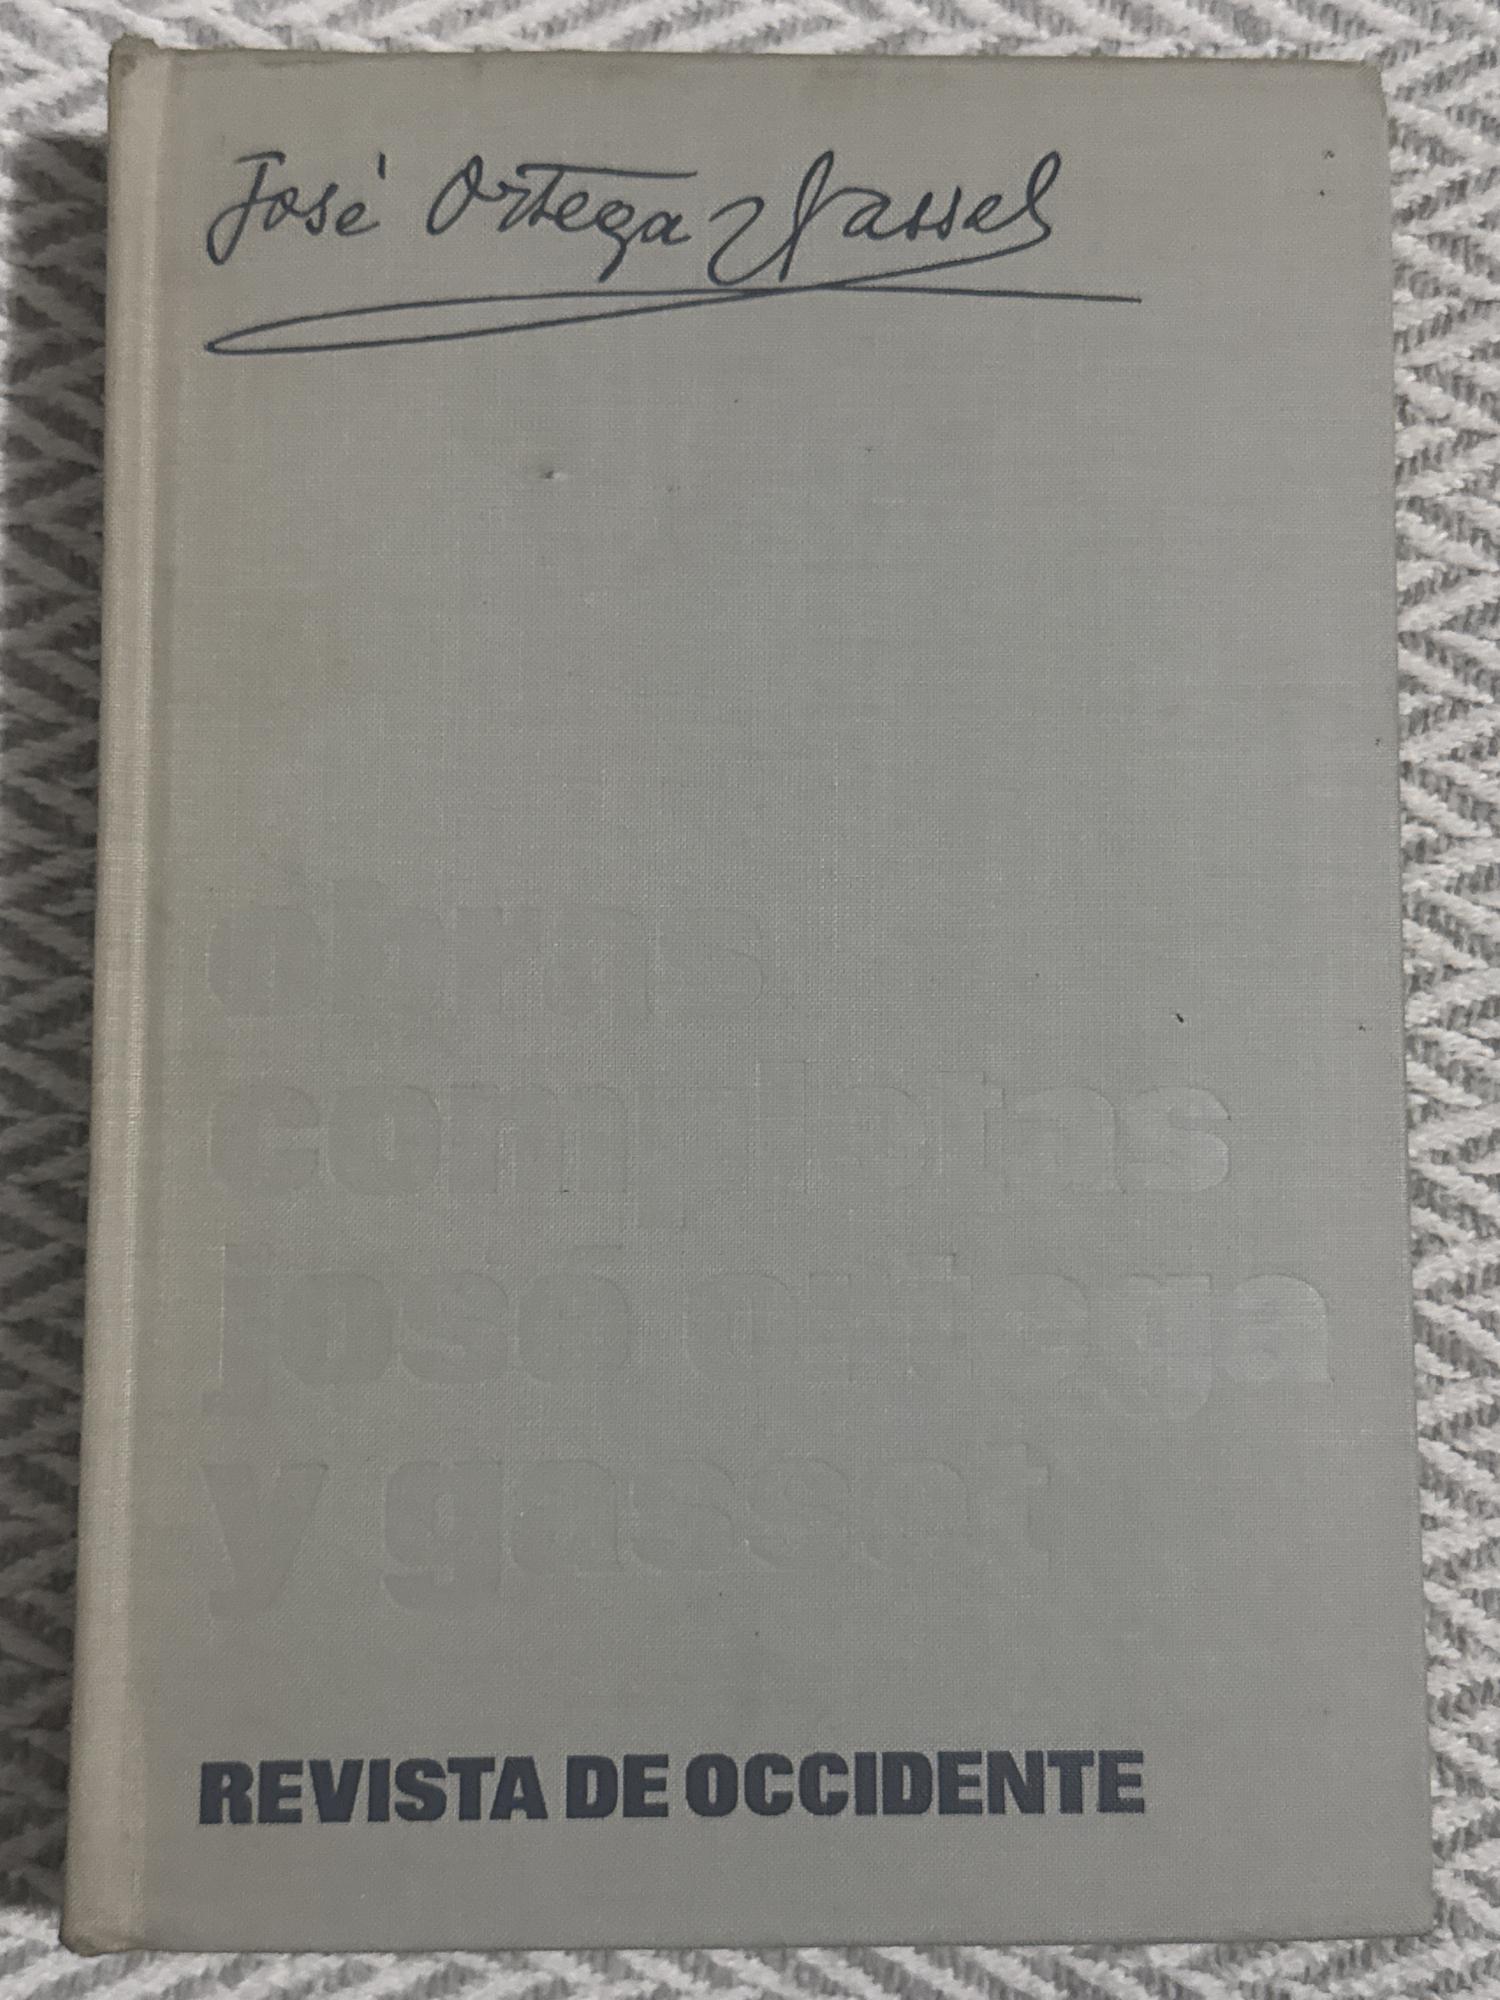 José Ortega y Gasset
obras
completas
josé ortega
y gasset
REVISTA DE OCCIDENTE